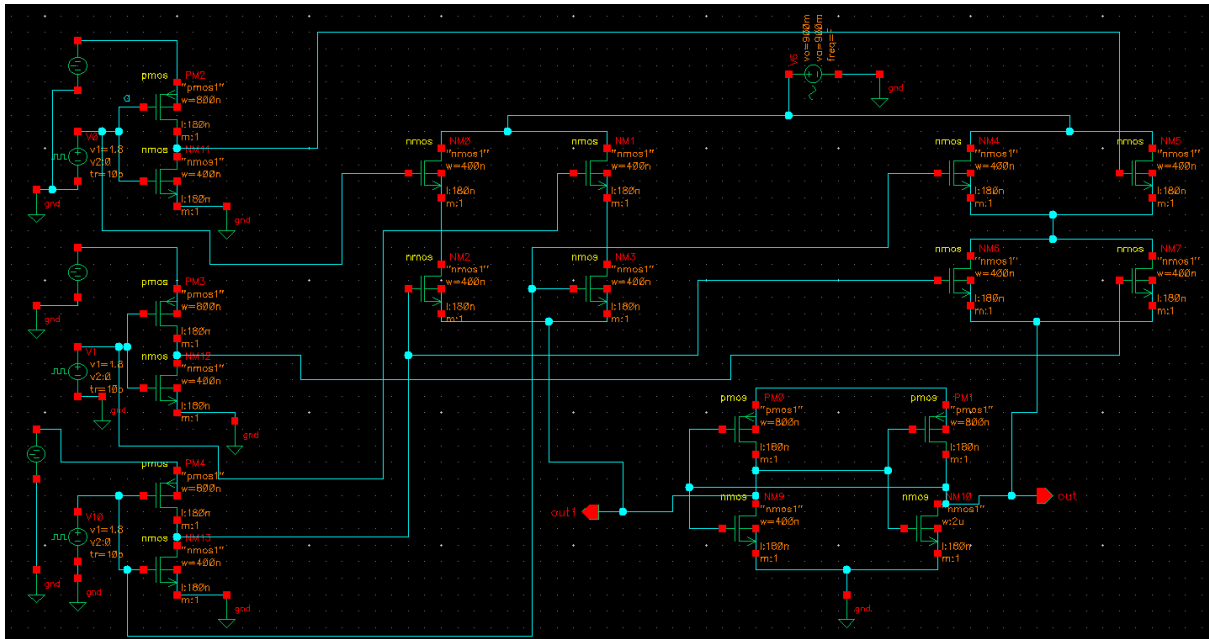 pmos PM2
"pmos1"
w=800n
l:180n
m:1
V0
v1=1.8
v2:0
tr=10p
gnd
nmos NM11
"nmos1"
w=400n
l:180n
m:1
gnd
vo=900m
va=900m
freq=
V6
gnd
nmos NM0
"nmos1"
w=400n
l:180n
m:1
nmos NM1
"nmos1"
w=400n
l:180n
m:1
nmos NM4
"nmos1"
w=400n
l:180n
m:1
nmos NM5
"nmos1"
w=400n
l:180n
m:1
gnd
pmos PM3
"pmos1"
w=800n
l:180n
m:1
V1
v1=1.8
v2:0
tr=10p
gnd
nmos NM12
"nmos1"
w=400n
l:180n
m:1
gnd
nmos NM2
"nmos1"
w=400n
l:180n
m:1
nmos NM3
"nmos1"
w=400n
l:180n
m:1
nmos NM6
"nmos1"
w=400n
l:180n
m:1
nmos NM7
"nmos1"
w=400n
l:180n
m:1
pmos PM4
"pmos1"
w=800n
l:180n
m:1
V10
v1=1.8
v2:0
tr=10p
gnd
gnd
nmos NM13
"nmos1"
w=400n
l:180n
m:1
gnd
pmos PM0
"pmos1"
w=800n
l:180n
m:1
pmos PM1
"pmos1"
w=800n
l:180n
m:1
out1
nmos NM9
"nmos1"
w=400n
l:180n
m:1
nmos NM10
"nmos1"
w:2u
l:180n
m:1
out
gnd